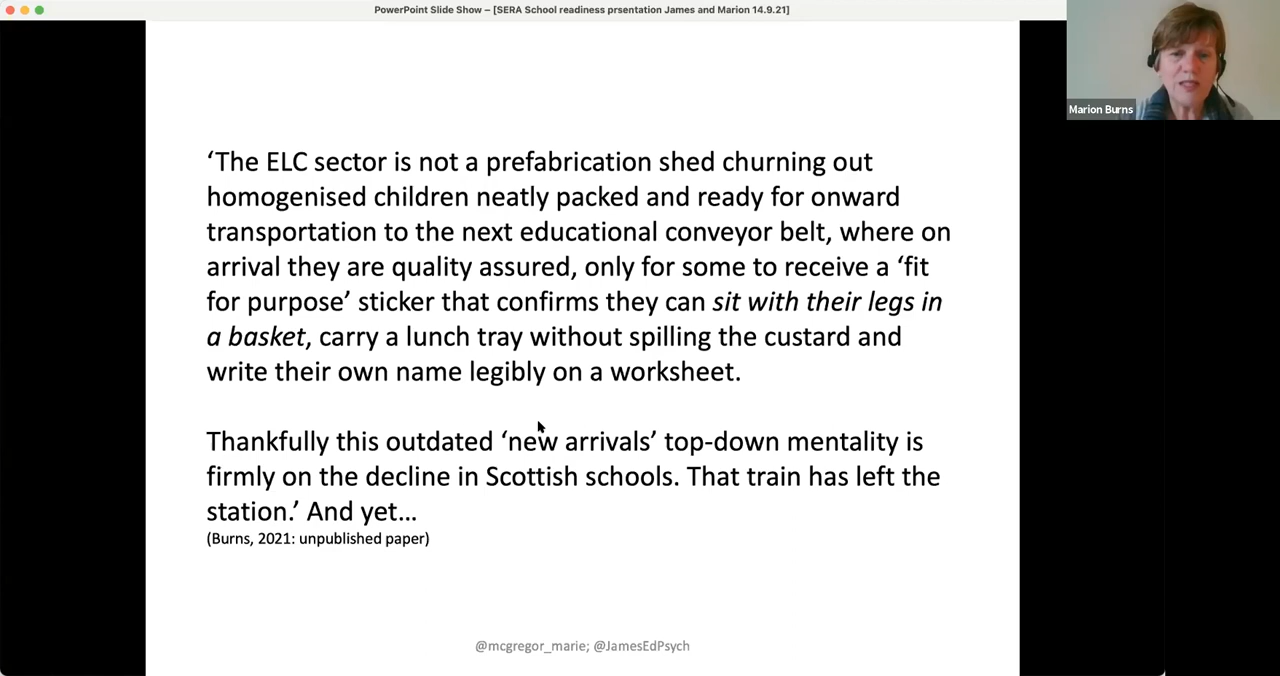 PowerPoint Slide Show – [SERA School readiness prsentation James and Marion 14.9.21]
Marion Burns
‘The ELC sector is not a prefabrication shed churning out
homogenised children neatly packed and ready for onward
transportation to the next educational conveyor belt, where on
arrival they are quality assured, only for some to receive a ‘fit
for purpose’ sticker that confirms they can sit with their legs in
a basket, carry a lunch tray without spilling the custard and
write their own name legibly on a worksheet.
Thankfully this outdated ‘new arrivals’ top-down mentality is
firmly on the decline in Scottish schools. That train has left the
station.’ And yet…
(Burns, 2021: unpublished paper)
@mcgregor_marie; @JamesEdPsych